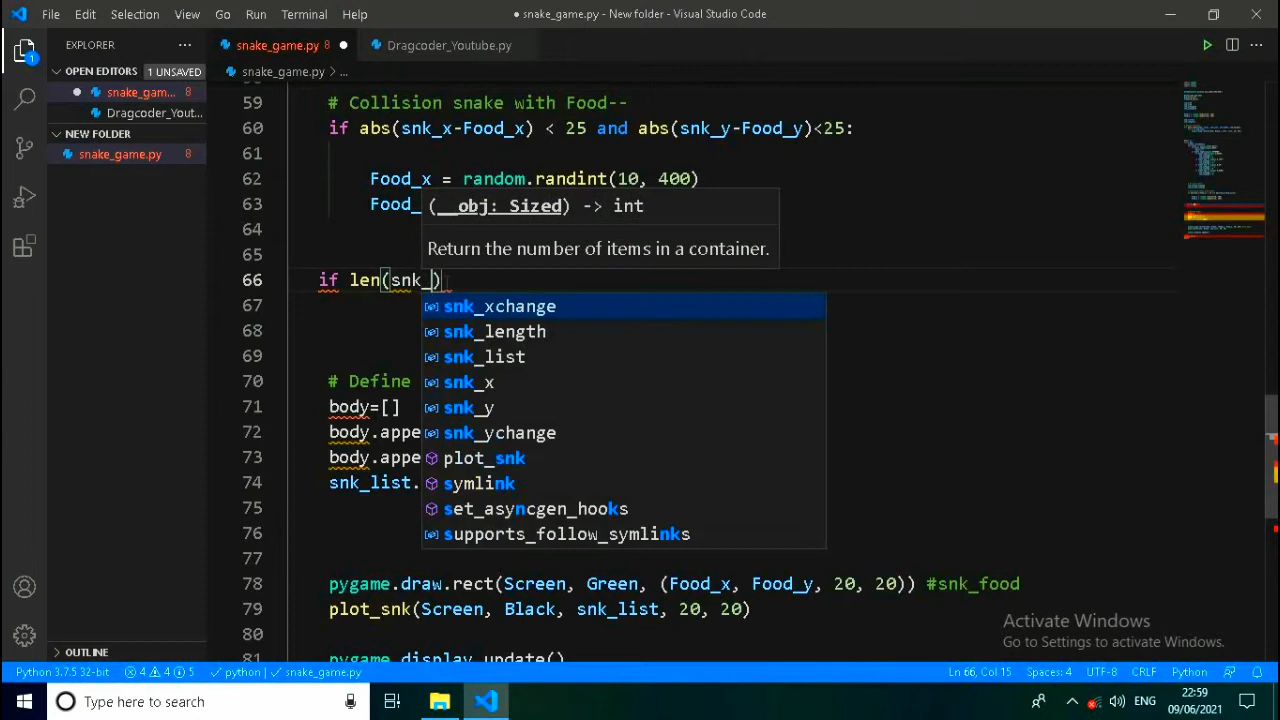 File Edit Selection View Go Run Terminal Help
● snake_game.py - New folder - Visual Studio Code
EXPLORER
snake_game.py 8
Dragcoder_Youtube.py
OPEN EDITORS 1 UNSAVED
snake_game.py > ...
snake_gam... 8
Dragcoder_Yout...
NEW FOLDER
snake_game.py 8
59 # Collision snake with Food--
60 if abs(snk_x-Food_x) < 25 and abs(snk_y-Food_y)<25:
61
62 Food_x = random.randint(10, 400)
63 Food_
(__obj: Sized) -> int
64
Return the number of items in a container.
65
66 if len(snk_)
67
snk_xchange
68
snk_length
69
snk_list
70 # Define
snk_x
71 body=[]
snk_y
72 body.appe
snk_ychange
73 body.appe
plot_snk
74 snk_list.
symlink
75
set_asyncgen_hooks
76
supports_follow_symlinks
77
78 pygame.draw.rect(Screen, Green, (Food_x, Food_y, 20, 20)) #snk_food
79 plot_snk(Screen, Black, snk_list, 20, 20)
80
81 pygame.display.update()
Activate Windows
Go to Settings to activate Windows.
OUTLINE
Python 3.7.5 32-bit 4 4 5 python | snake_game.py Ln 66, Col 15 Spaces: 4 UTF-8 CRLF Python
Type here to search
ENG
22:59
09/06/2021
1